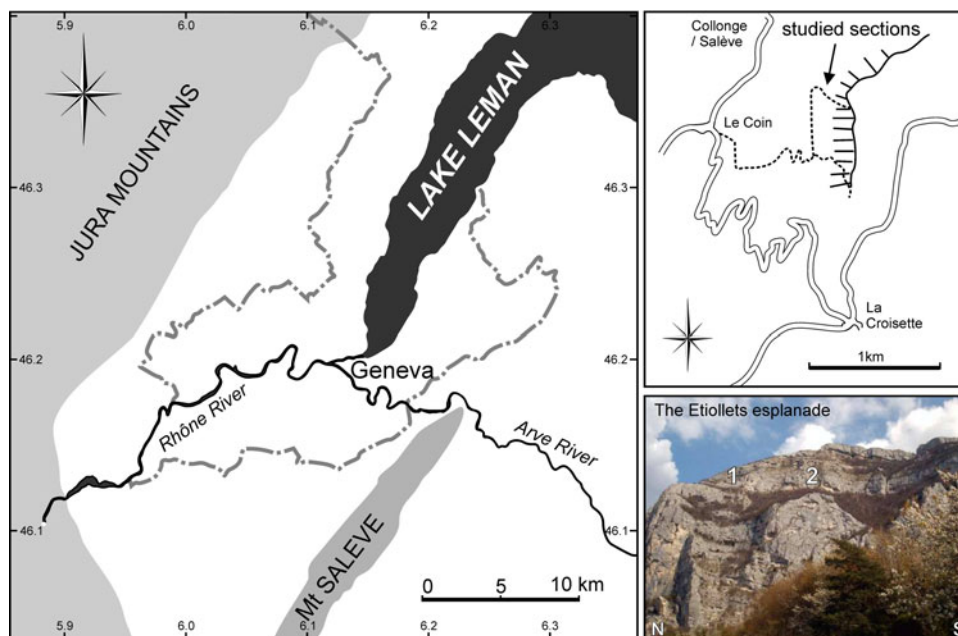 5.9
6.0
6.1
6.2
6.3
46.3
46.2
46.1
46.3
46.2
46.1
JURA MOUNTAINS
LAKE LEMAN
Geneva
Rhône River
Arve River
Mt SALEVE
0 5 10 km
5.9
6.0
6.1
6.2
6.3
Collonge
/ Salève
studied sections
Le Coin
La
Croisette
1km
The Etiollets esplanade
1 2
N S